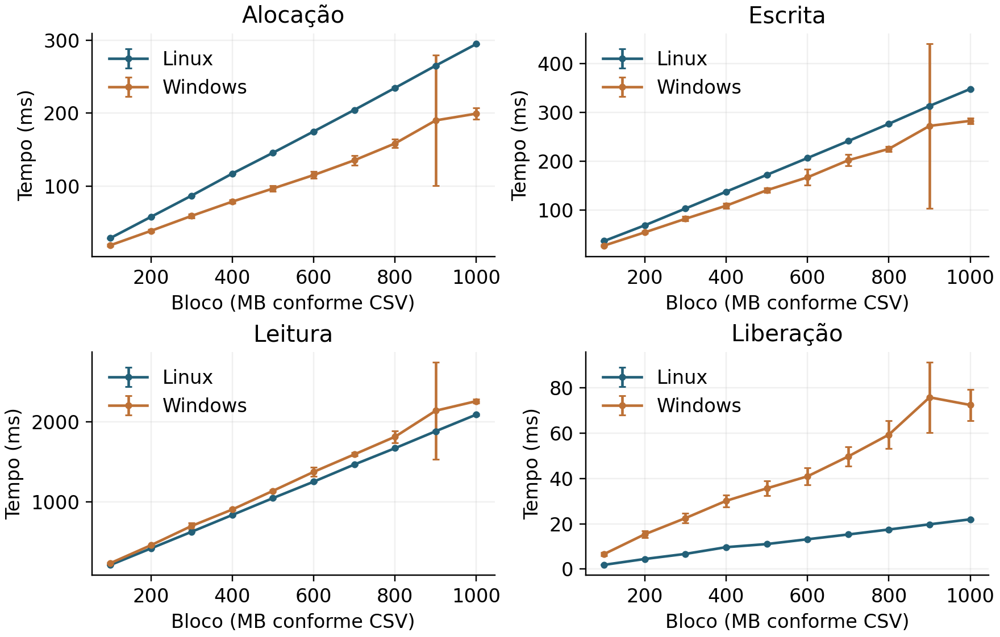 Alocação
300
200
100
Tempo (ms)
Linux
Windows
200
400
600
800
1000
Bloco (MB conforme CSV)
Escrita
400
300
200
100
Tempo (ms)
Linux
Windows
200
400
600
800
1000
Bloco (MB conforme CSV)
Leitura
2000
1000
Tempo (ms)
Linux
Windows
200
400
600
800
1000
Bloco (MB conforme CSV)
Liberação
80
60
40
20
0
Tempo (ms)
Linux
Windows
200
400
600
800
1000
Bloco (MB conforme CSV)